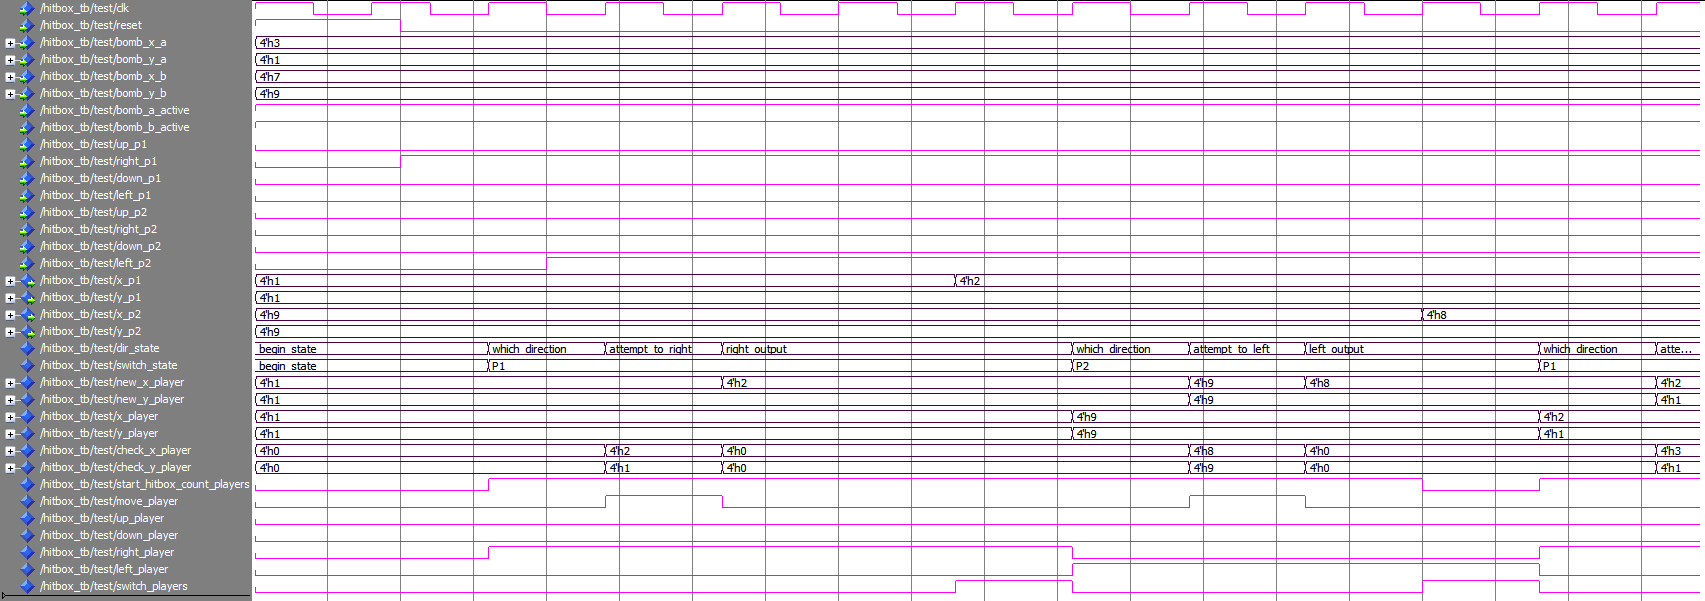 /hitbox_tb/test/clk
/hitbox_tb/test/reset
/hitbox_tb/test/bomb_x_a 4'h3
/hitbox_tb/test/bomb_y_a 4'h1
/hitbox_tb/test/bomb_x_b 4'h7
/hitbox_tb/test/bomb_y_b 4'h9
/hitbox_tb/test/bomb_a_active
/hitbox_tb/test/bomb_b_active
/hitbox_tb/test/up_p1
/hitbox_tb/test/right_p1
/hitbox_tb/test/down_p1
/hitbox_tb/test/left_p1
/hitbox_tb/test/up_p2
/hitbox_tb/test/right_p2
/hitbox_tb/test/down_p2
/hitbox_tb/test/left_p2
/hitbox_tb/test/x_p1 4'h1 4'h2
/hitbox_tb/test/y_p1 4'h1
/hitbox_tb/test/x_p2 4'h9 4'h8
/hitbox_tb/test/y_p2 4'h9
/hitbox_tb/test/dir_state begin_state which_direction attempt_to_right right_output which_direction attempt_to_left left_output which_direction atte...
/hitbox_tb/test/switch_state begin_state P1 P2 P1
/hitbox_tb/test/new_x_player 4'h1 4'h2 4'h9 4'h8 4'h2
/hitbox_tb/test/new_y_player 4'h1 4'h9 4'h1
/hitbox_tb/test/x_player 4'h1 4'h9 4'h2
/hitbox_tb/test/y_player 4'h1 4'h9 4'h1
/hitbox_tb/test/check_x_player 4'h0 4'h2 4'h0 4'h8 4'h0 4'h3
/hitbox_tb/test/check_y_player 4'h0 4'h1 4'h0 4'h9 4'h0 4'h1
/hitbox_tb/test/start_hitbox_count_players
/hitbox_tb/test/move_player
/hitbox_tb/test/up_player
/hitbox_tb/test/down_player
/hitbox_tb/test/right_player
/hitbox_tb/test/left_player
/hitbox_tb/test/switch_players